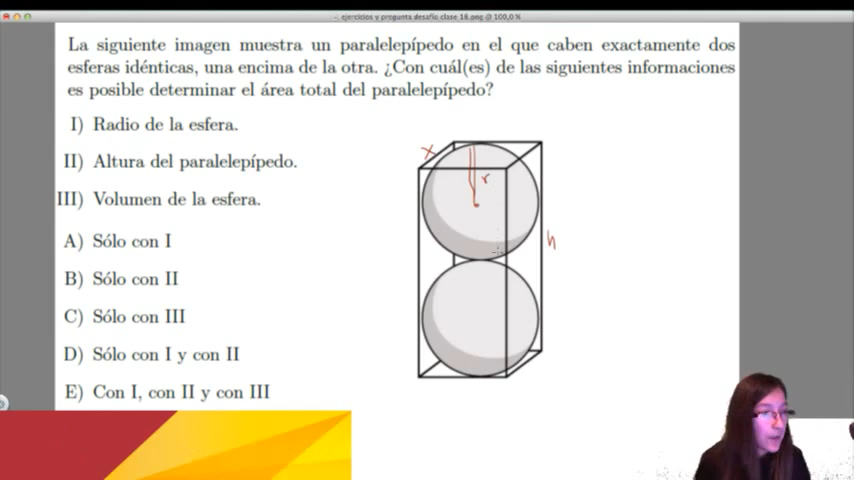 ejercicios y pregunta desafio clase 18.png @ 100,0 %
La siguiente imagen muestra un paralelepípedo en el que caben exactamente dos
esferas idénticas, una encima de la otra. ¿Con cuál(es) de las siguientes informaciones
es posible determinar el área total del paralelepípedo?
I) Radio de la esfera.
II) Altura del paralelepípedo.
III) Volumen de la esfera.
A) Sólo con I
B) Sólo con II
C) Sólo con III
D) Sólo con I y con II
E) Con I, con II y con III
x
r
h